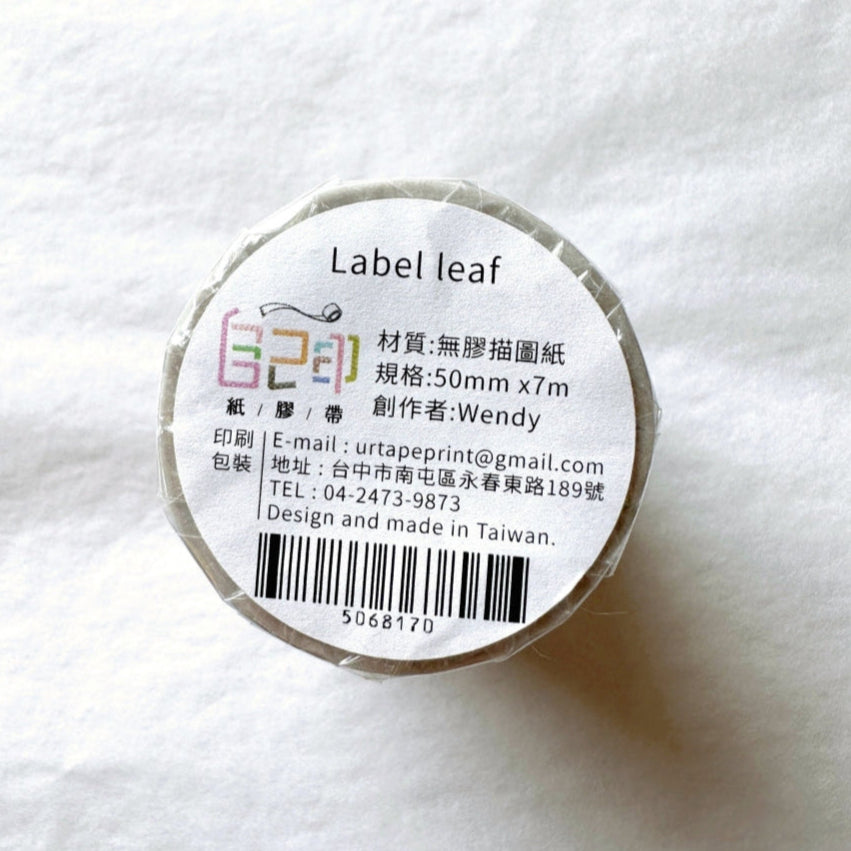 Label leaf
自己印
紙 / 膠 / 帶
材質:無膠描圖紙
規格:50mm x7m
創作者:Wendy
印刷
包裝
E-mail : urtapeprint@gmail.com
地址 : 台中市南屯區永春東路189號
TEL : 04-2473-9873
Design and made in Taiwan.
5068170